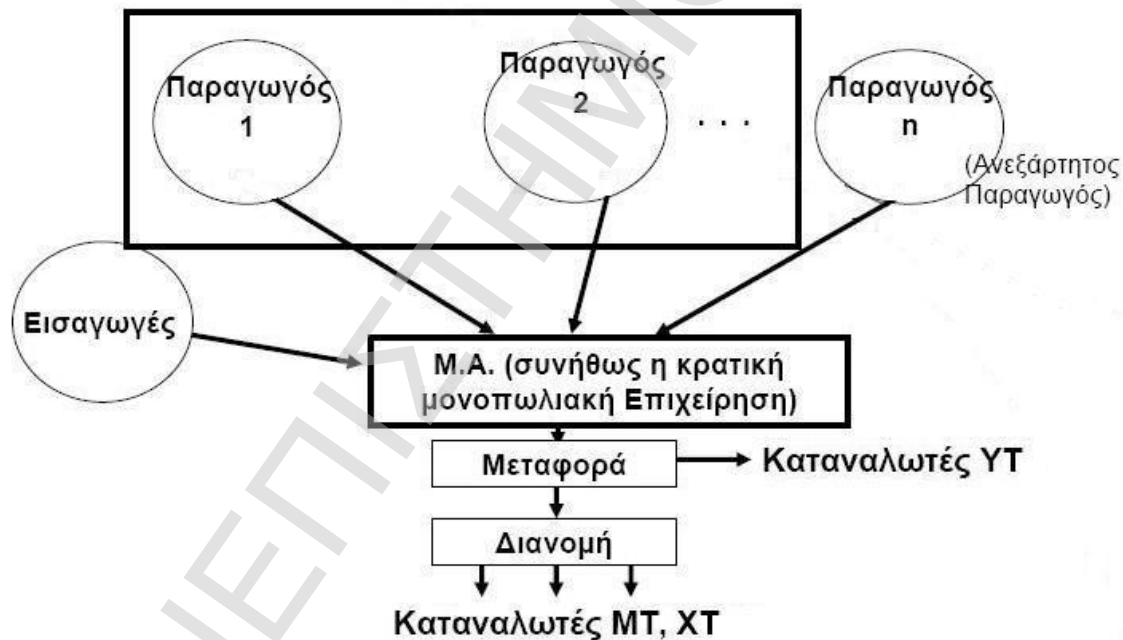 Παραγωγός
1
Παραγωγός
2
. . .
Παραγωγός
n
(Ανεξάρτητος
Παραγωγός)
Εισαγωγές
Μ.Α. (συνήθως η κρατική
μονοπωλιακή Επιχείρηση)
Μεταφορά
Καταναλωτές ΥΤ
Διανομή
Καταναλωτές ΜΤ, ΧΤ